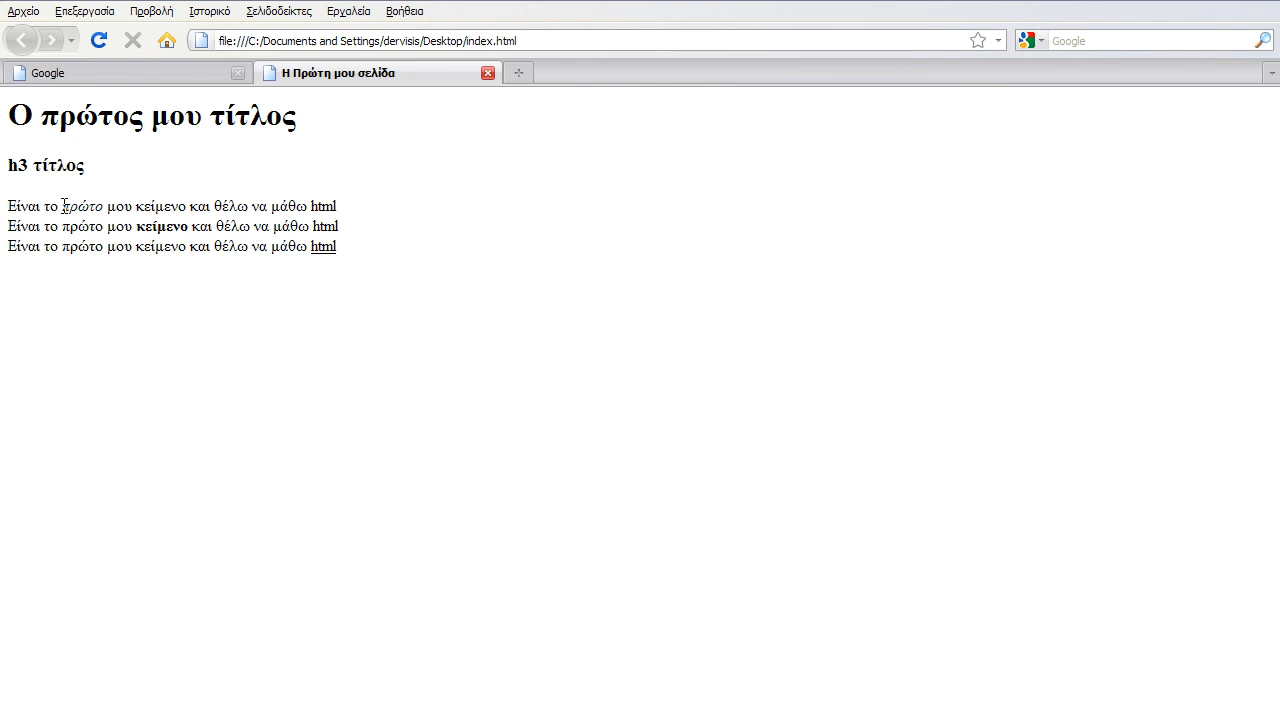 Αρχείο Επεξεργασία Προβολή Ιστορικό Σελιδοδείκτες Εργαλεία Βοήθεια
file:///C:/Documents and Settings/dervisis/Desktop/index.html Google
Google Η Πρώτη μου σελίδα
Ο πρώτος μου τίτλος
h3 τίτλος
Είναι το πρώτο μου κείμενο και θέλω να μάθω html
Είναι το πρώτο μου κείμενο και θέλω να μάθω html
Είναι το πρώτο μου κείμενο και θέλω να μάθω html